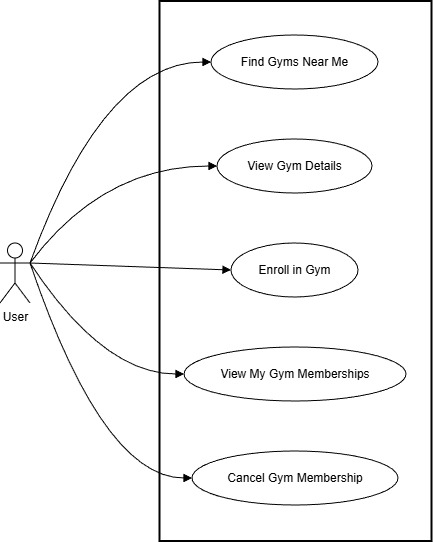 Find Gyms Near Me
View Gym Details
Enroll in Gym
User
View My Gym Memberships
Cancel Gym Membership